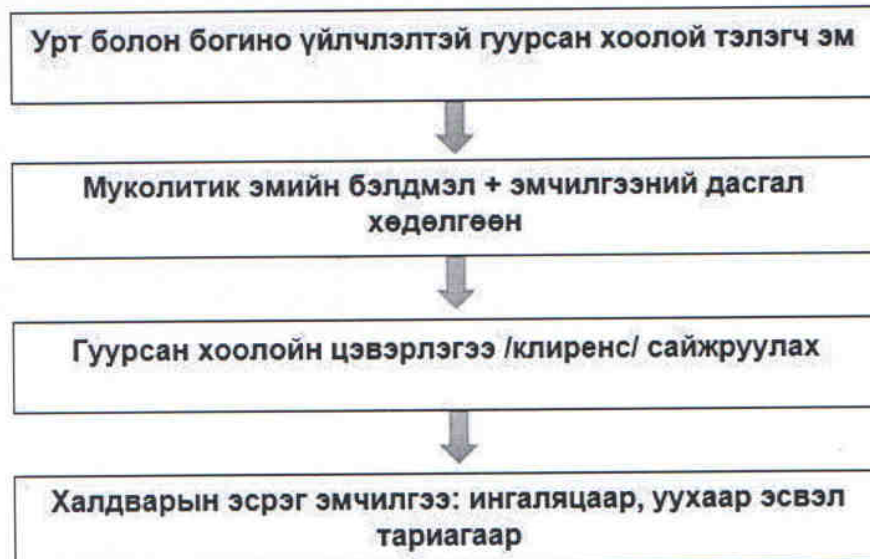 Урт болон богино үйлчлэлтэй гуурсан хоолой тэлэгч эм
Муколитик эмийн бэлдмэл + эмчилгээний дасгал
хөдөлгөөн
Гуурсан хоолойн цэвэрлэгээ /клиренс/ сайжруулах
Халдварын эсрэг эмчилгээ: ингаляцаар, уухаар эсвэл
тариагаар